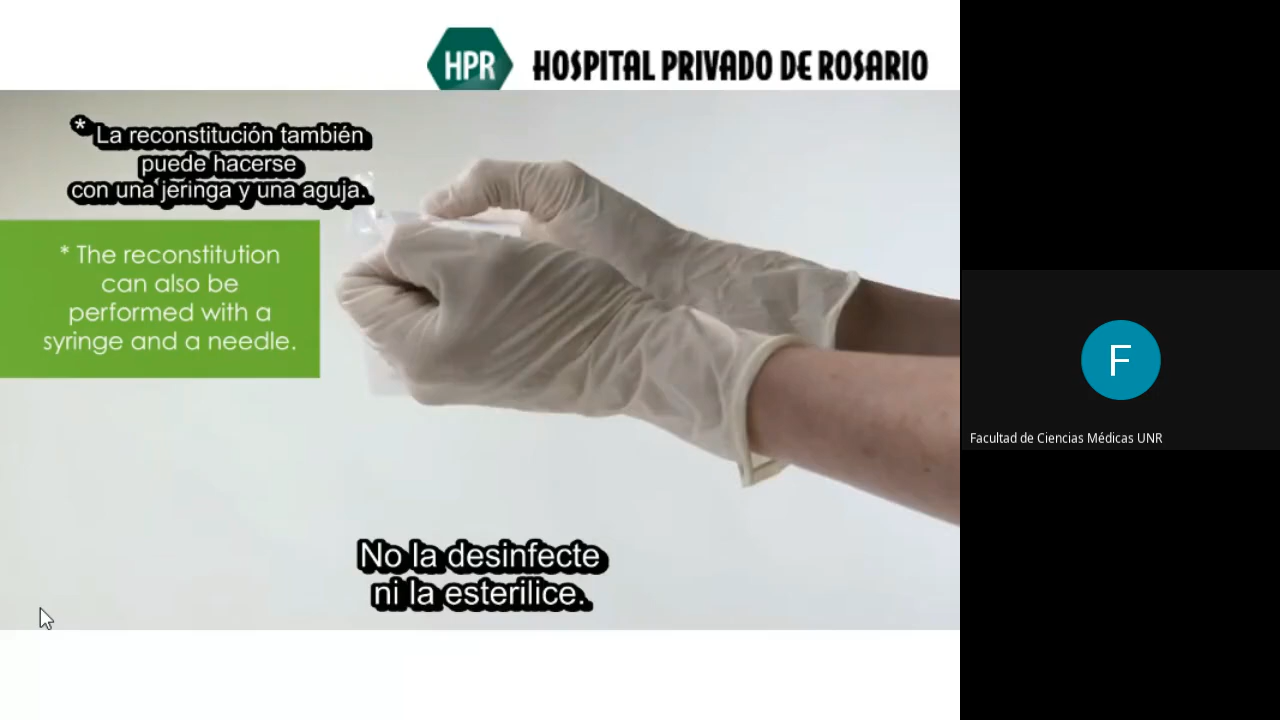 HPR HOSPITAL PRIVADO DE ROSARIO
* La reconstitución también
puede hacerse
con una jeringa y una aguja.
* The reconstitution
can also be
performed with a
syringe and a needle.
F
Facultad de Ciencias Médicas UNR
No la desinfecte
ni la esterilice.